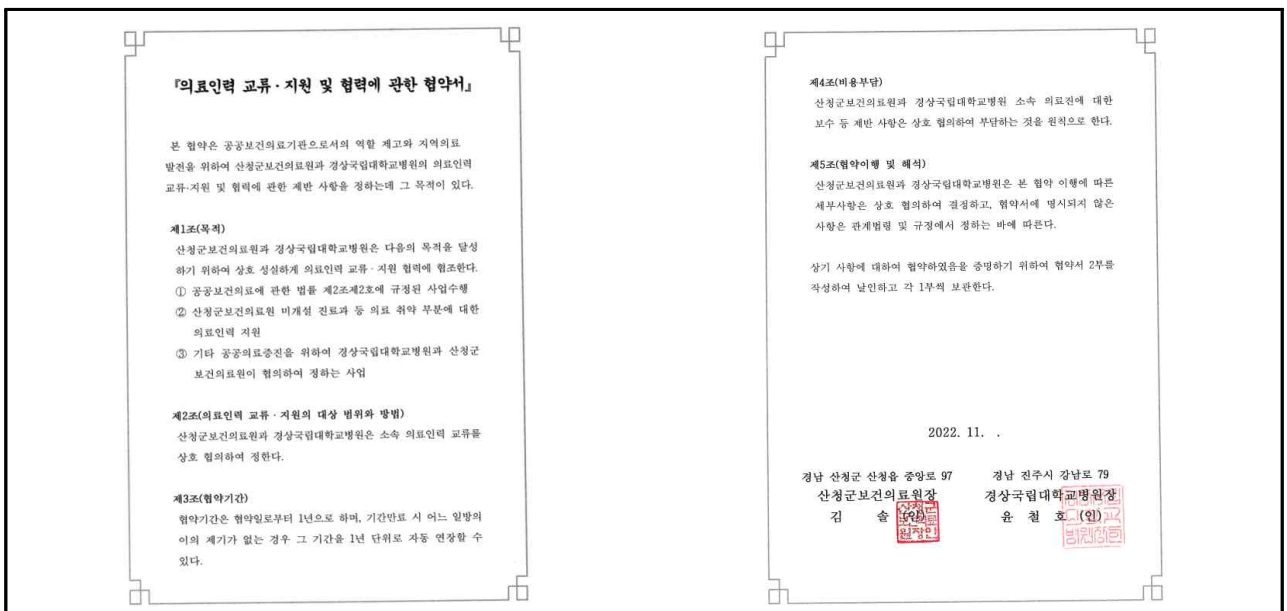 『의료인력 교류·지원 및 협력에 관한 협약서』
본 협약은 공공보건의료기관으로서의 역할 제고와 지역의료
발전을 위하여 산청군보건의료원과 경상국립대학교병원의 의료인력
교류·지원 및 협력에 관한 제반 사항을 정하는데 그 목적이 있다.
제1조(목적)
산청군보건의료원과 경상국립대학교병원은 다음의 목적을 달성
하기 위하여 상호 성실하게 의료인력 교류·지원 협력에 협조한다.
① 공공보건의료에 관한 법률 제2조제2호에 규정된 사업수행
② 산청군보건의료원 미개설 진료과 등 의료 취약 부분에 대한
의료인력 지원
③ 기타 공공의료증진을 위하여 경상국립대학교병원과 산청군
보건의료원이 협의하여 정하는 사업
제2조(의료인력 교류·지원의 대상 범위와 방법)
산청군보건의료원과 경상국립대학교병원은 소속 의료인력 교류를
상호 협의하여 정한다.
제3조(협약기간)
협약기간은 협약일로부터 1년으로 하며, 기간만료 시 어느 일방의
이의 제기가 없는 경우 그 기간을 1년 단위로 자동 연장할 수
있다.
제4조(비용부담)
산청군보건의료원과 경상국립대학교병원 소속 의료진에 대한
보수 등 제반 사항은 상호 협의하여 부담하는 것을 원칙으로 한다.
제5조(협약이행 및 해석)
산청군보건의료원과 경상국립대학교병원은 본 협약 이행에 따른
세부사항은 상호 협의하여 결정하고, 협약서에 명시되지 않은
사항은 관계법령 및 규정에서 정하는 바에 따른다.
상기 사항에 대하여 협약하였음을 증명하기 위하여 협약서 2부를
작성하여 날인하고 각 1부씩 보관한다.
2022. 11. .
경남 산청군 산청읍 중앙로 97
산청군보건의료원장
김 솔 (인)
경남 진주시 강남로 79
경상국립대학교병원장
윤 철 호 (인)